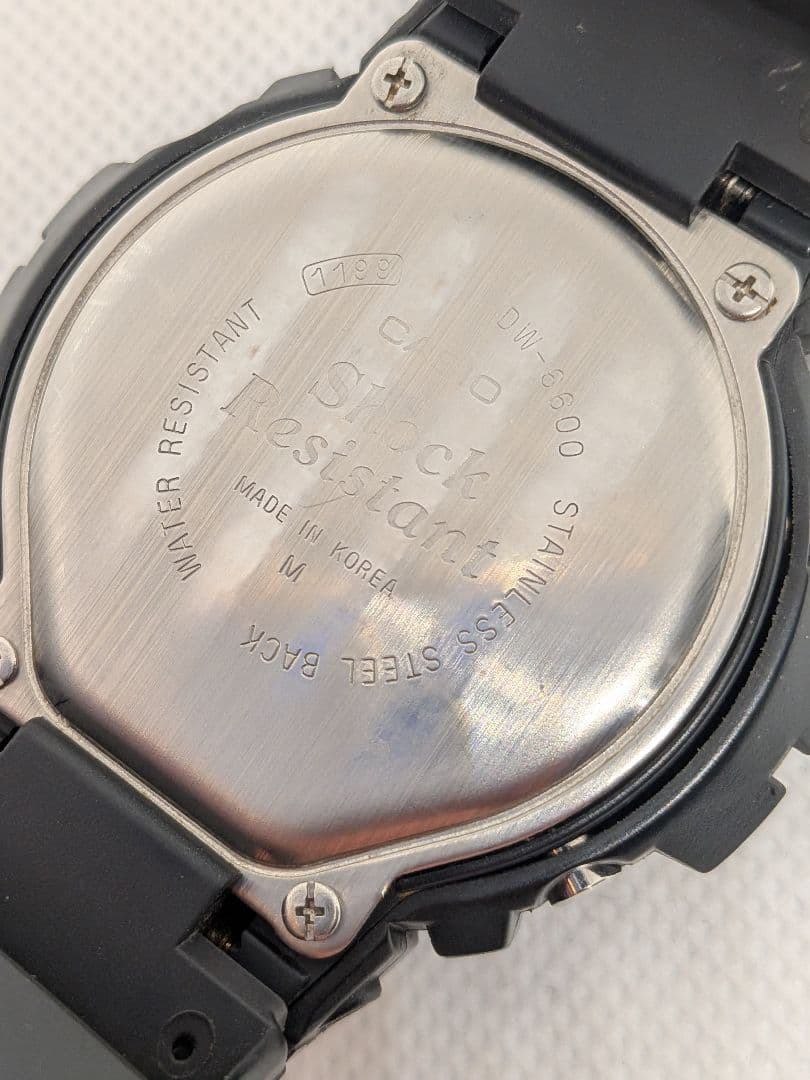 1199
CASIO
Shock
Resistant
MADE IN KOREA
M
WATER RESISTANT
DW-6600 STAINLESS STEEL BACK